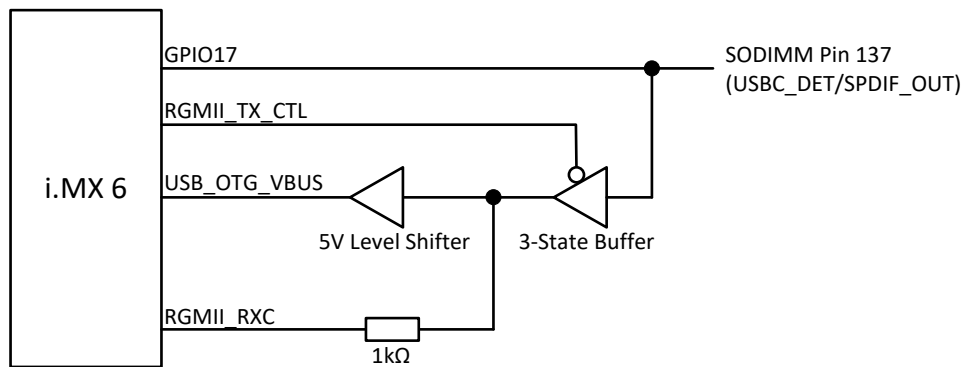 GPIO17
SODIMM Pin 137
(USBC_DET/SPDIF_OUT)
RGMII_TX_CTL
i.MX 6
USB_OTG_VBUS
5V Level Shifter
3-State Buffer
RGMII_RXC
1kΩ